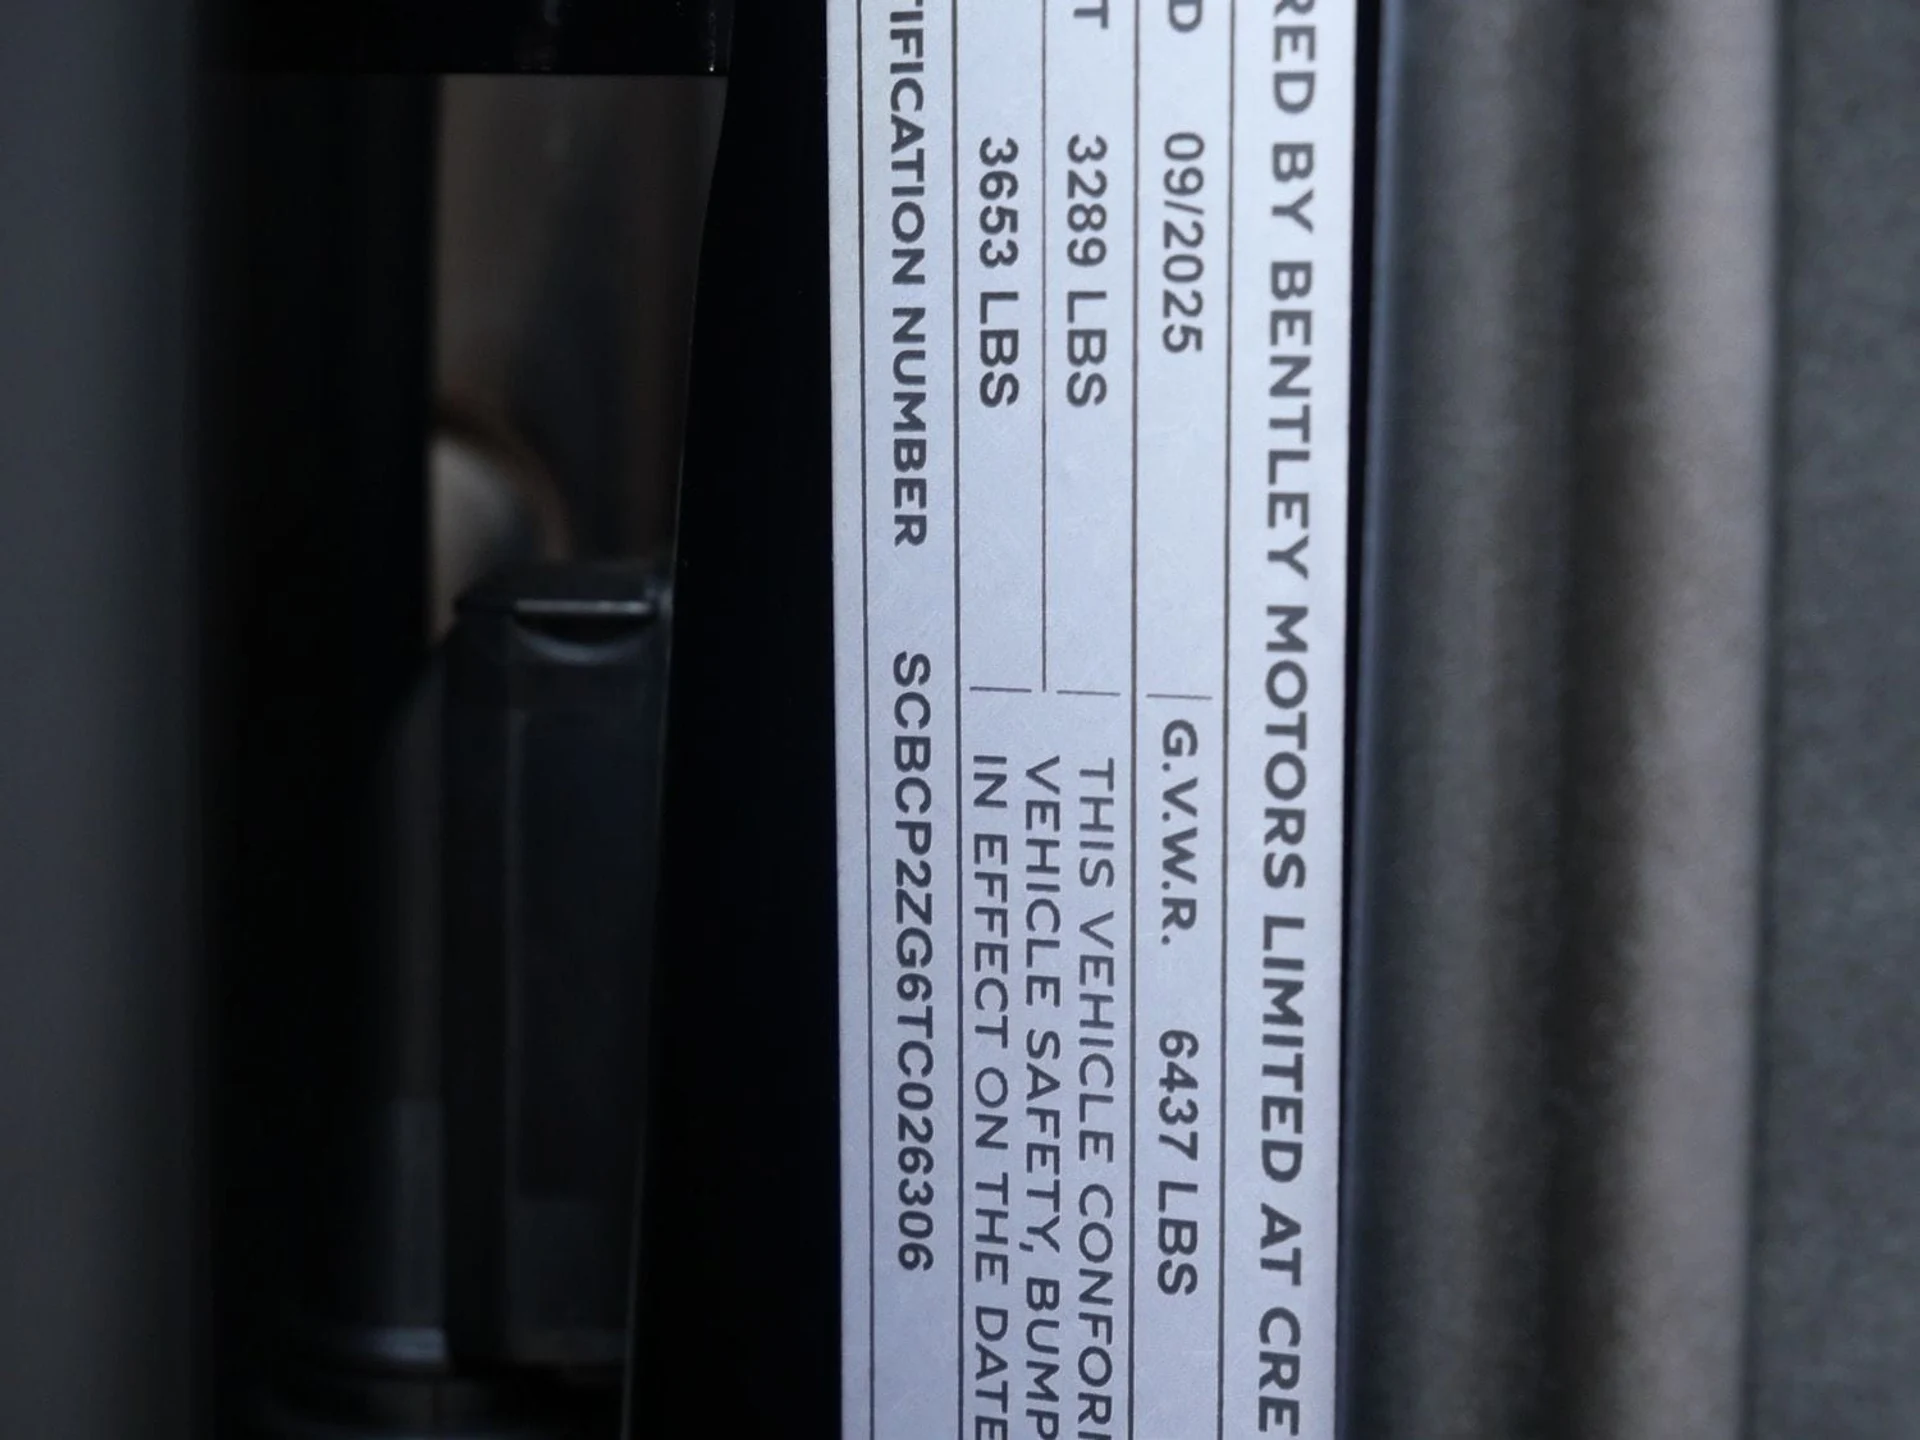 RED BY BENTLEY MOTORS LIMITED AT CRE
D 09/2025 G.V.W.R. 6437 LBS
T 3289 LBS THIS VEHICLE CONFOR
VEHICLE SAFETY, BUMP
3653 LBS IN EFFECT ON THE DATE
TIFICATION NUMBER SCBCP2ZG6TC026306